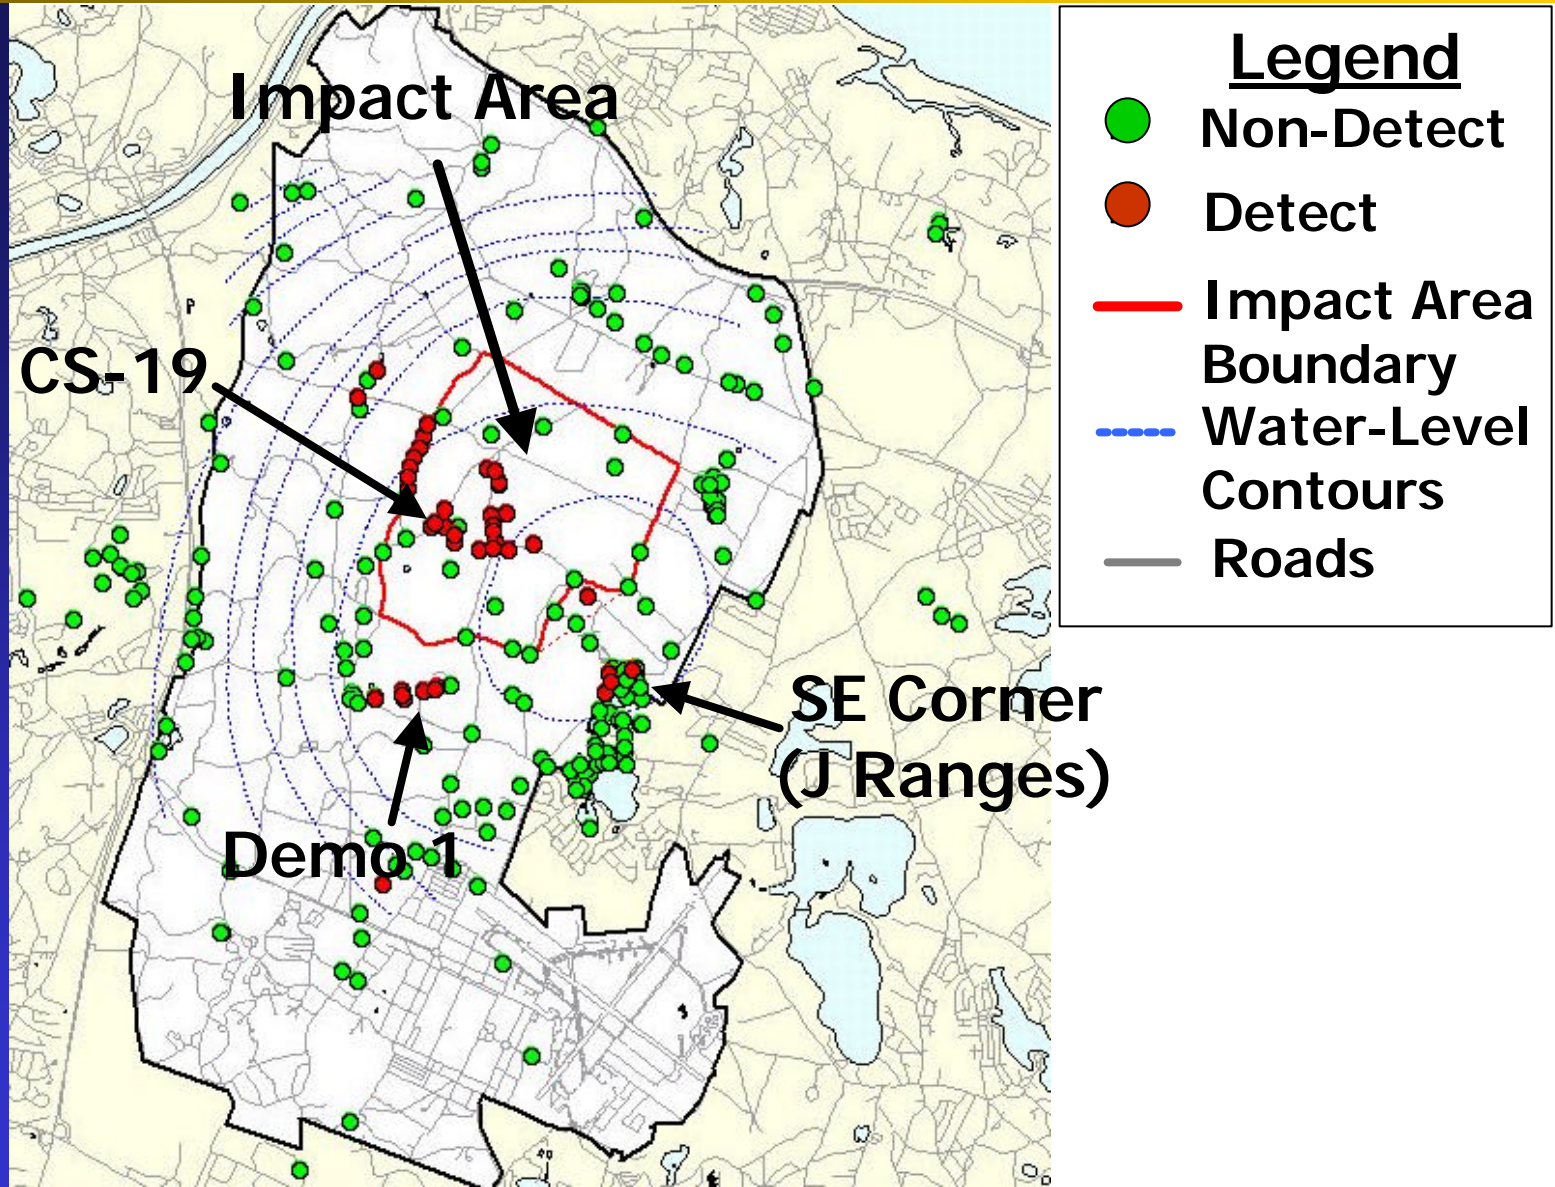 Impact Area
CS-19
SE Corner
(J Ranges)
Demo 1
P
Legend
Non-Detect
Detect
Impact Area
Boundary
Water-Level
Contours
Roads